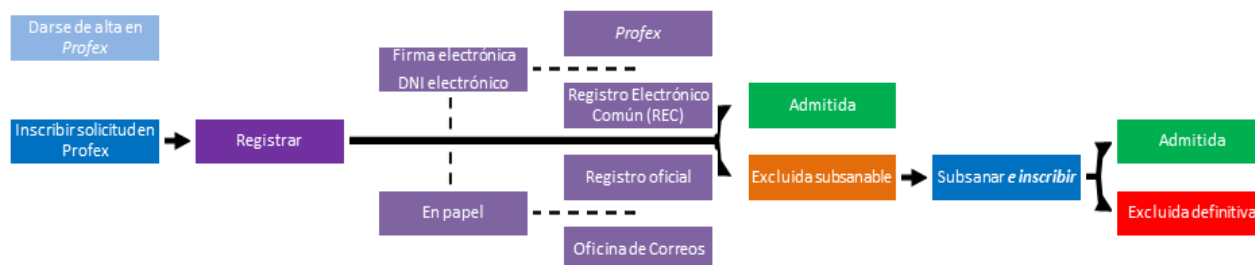 Darse de alta en
Profex
Inscribir solicitud en
Profex
Registrar
Firma electrónica
DNI electrónico
En papel
Profex
Registro Electrónico
Común (REC)
Registro oficial
Oficina de Correos
Admitida
Excluida subsanable
Subsanar e inscribir
Admitida
Excluida definitiva